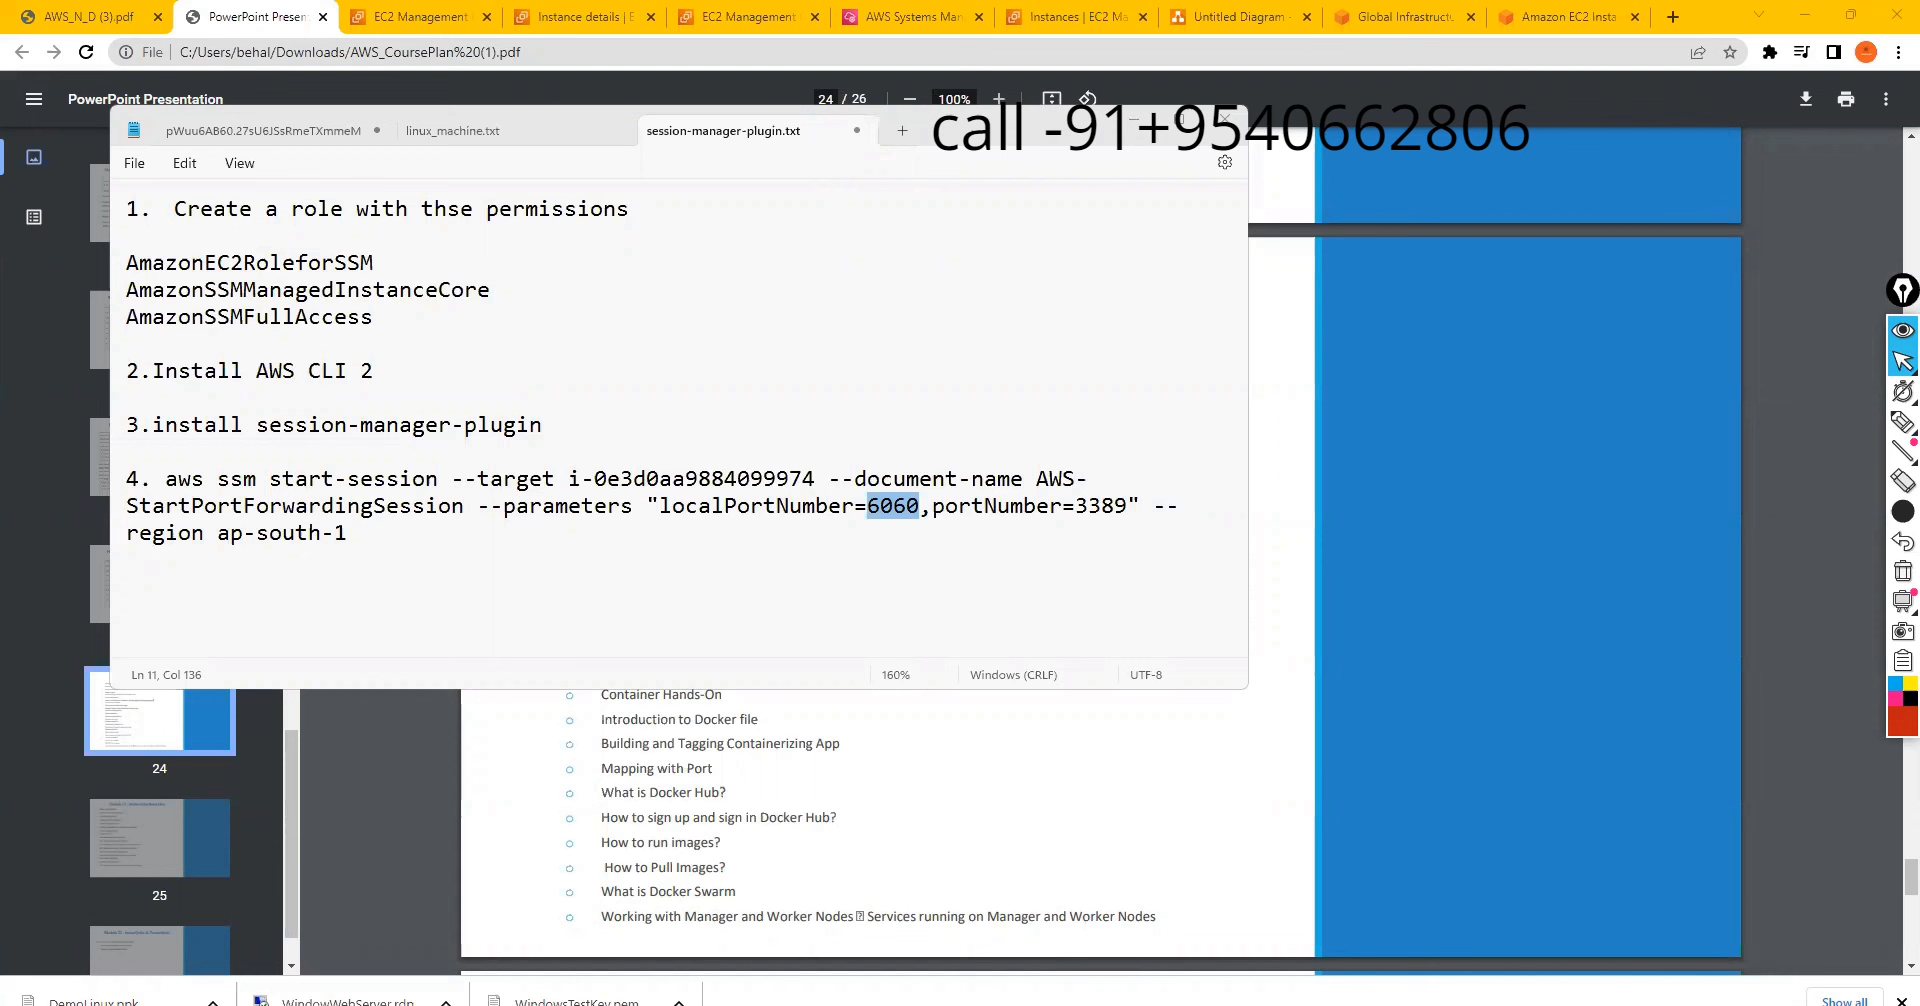 AWS_N_D (3).pdf
PowerPoint Presen
EC2 Management
Instance details | E
EC2 Management
AWS Systems Man
Instances | EC2 Ma
Untitled Diagram -
Global Infrastructu
Amazon EC2 Insta
File
C:/Users/behal/Downloads/AWS_CoursePlan%20(1).pdf
PowerPoint Presentation
24 / 26
100%
call -91+9540662806
pWuu6AB60.27sU6JSsRmeTXmmeM
linux_machine.txt
session-manager-plugin.txt
File
Edit
View
1. Create a role with thse permissions
AmazonEC2RoleforSSM
AmazonSSMManagedInstanceCore
AmazonSSMFullAccess
2.Install AWS CLI 2
3.install session-manager-plugin
4. aws ssm start-session --target i-0e3d0aa9884099974 --document-name AWS-
StartPortForwardingSession --parameters "localPortNumber=6060,portNumber=3389" --
region ap-south-1
Ln 11, Col 136
160%
Windows (CRLF)
UTF-8
Container Hands-On
Introduction to Docker file
Building and Tagging Containerizing App
Mapping with Port
What is Docker Hub?
How to sign up and sign in Docker Hub?
How to run images?
How to Pull Images?
What is Docker Swarm
Working with Manager and Worker Nodes Services running on Manager and Worker Nodes
24
25
DemoLinux.ppk
WindowWebServer.rdp
WindowsTestKey.pem
Show all